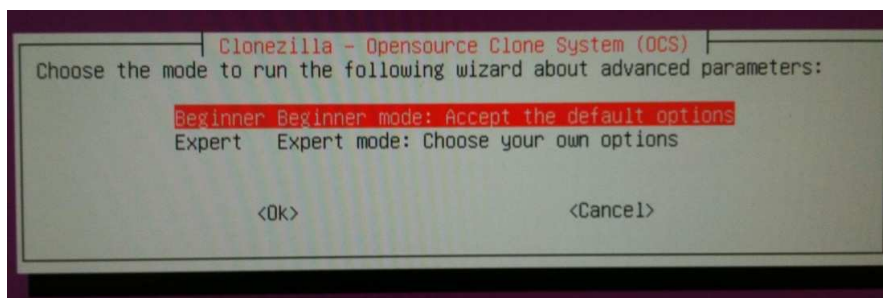 Clonezilla - Opensource Clone System (OCS)
Choose the mode to run the following wizard about advanced parameters:
Beginner Beginner mode: Accept the default options
Expert Expert mode: Choose your own options
<Ok> <Cancel>